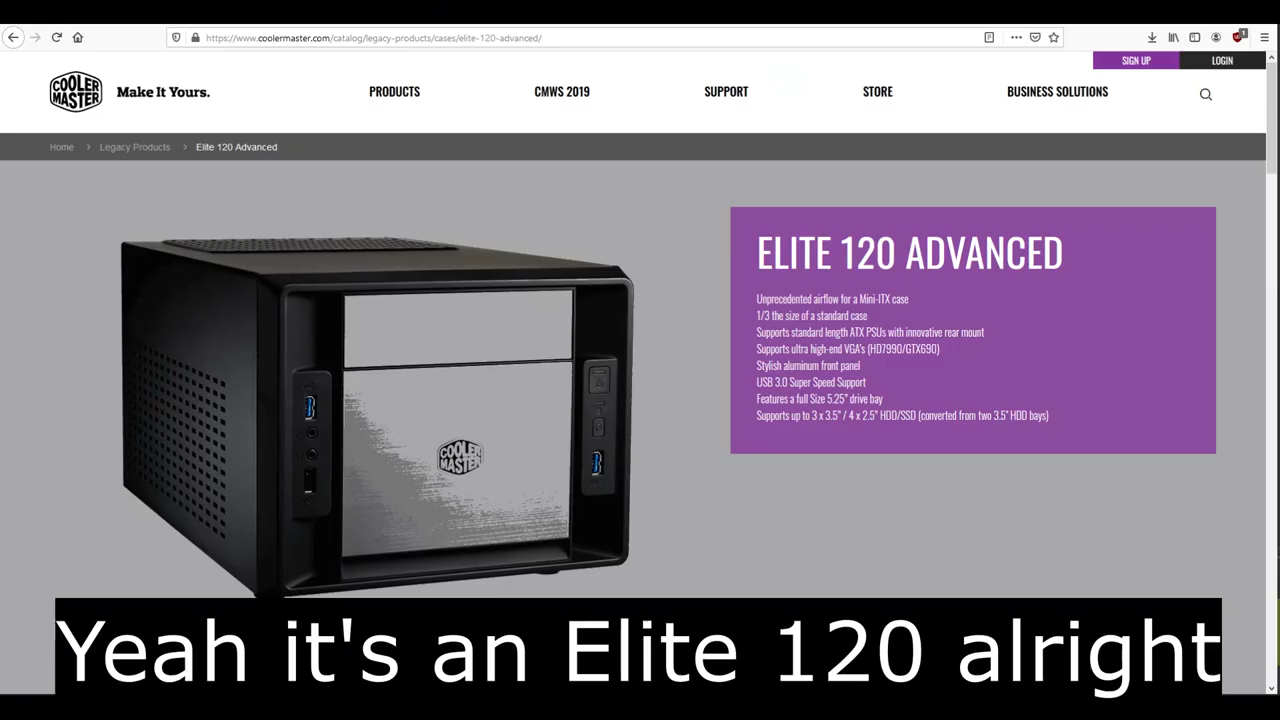 https://www.coolermaster.com/catalog/legacy-products/cases/elite-120-advanced/
SIGN UP
LOGIN
COOLER
MASTER
Make It Yours.
PRODUCTS
CMWS 2019
SUPPORT
STORE
BUSINESS SOLUTIONS
Home › Legacy Products › Elite 120 Advanced
ELITE 120 ADVANCED
Unprecedented airflow for a Mini-ITX case
1/3 the size of a standard case
Supports standard length ATX PSUs with innovative rear mount
Supports ultra high-end VGA's (HD7990/GTX690)
Stylish aluminum front panel
USB 3.0 Super Speed Support
Features a full Size 5.25" drive bay
Supports up to 3 x 3.5" / 4 x 2.5" HDD/SSD (converted from two 3.5" HDD bays)
COOLER
MASTER
Yeah it's an Elite 120 alright